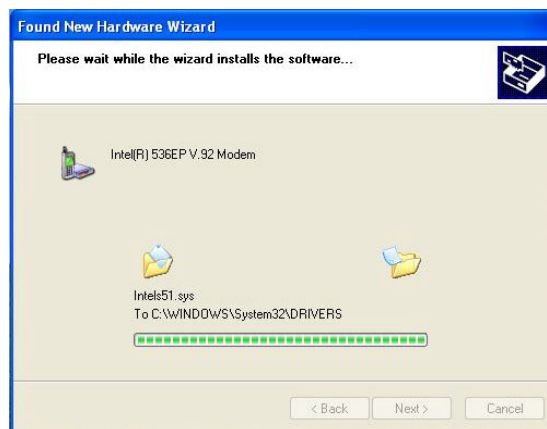 Found New Hardware Wizard
Please wait while the wizard installs the software...
Intel(R) 536EP V.92 Modem
Intels51.sys
To C:\WINDOWS\System32\DRIVERS
< Back Next > Cancel